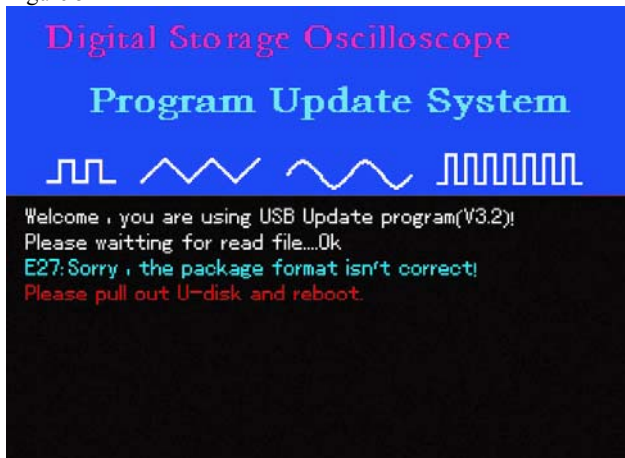 Digital Storage Oscilloscope
Program Update System
Welcome , you are using USB Update program(V3.2)!
Please waitting for read file....Ok
E27:Sorry , the package format isn't correct!
Please pull out U-disk and reboot.